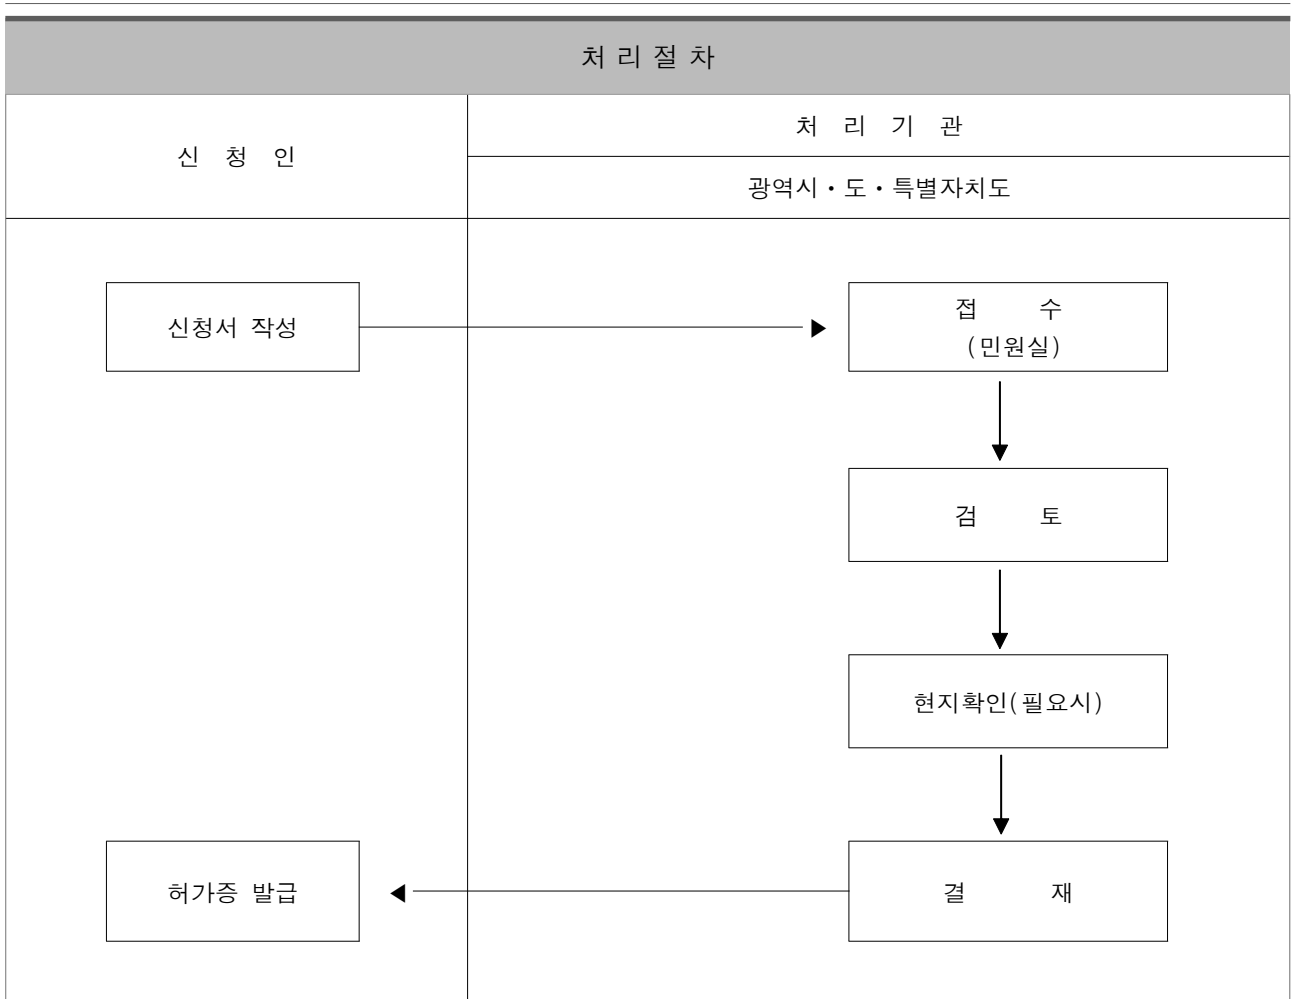 처리절차
신 청 인
처 리 기 관
광역시・도・특별자치도
신청서 작성
접 수
(민원실)
검 토
현지확인(필요시)
허가증 발급
결 재